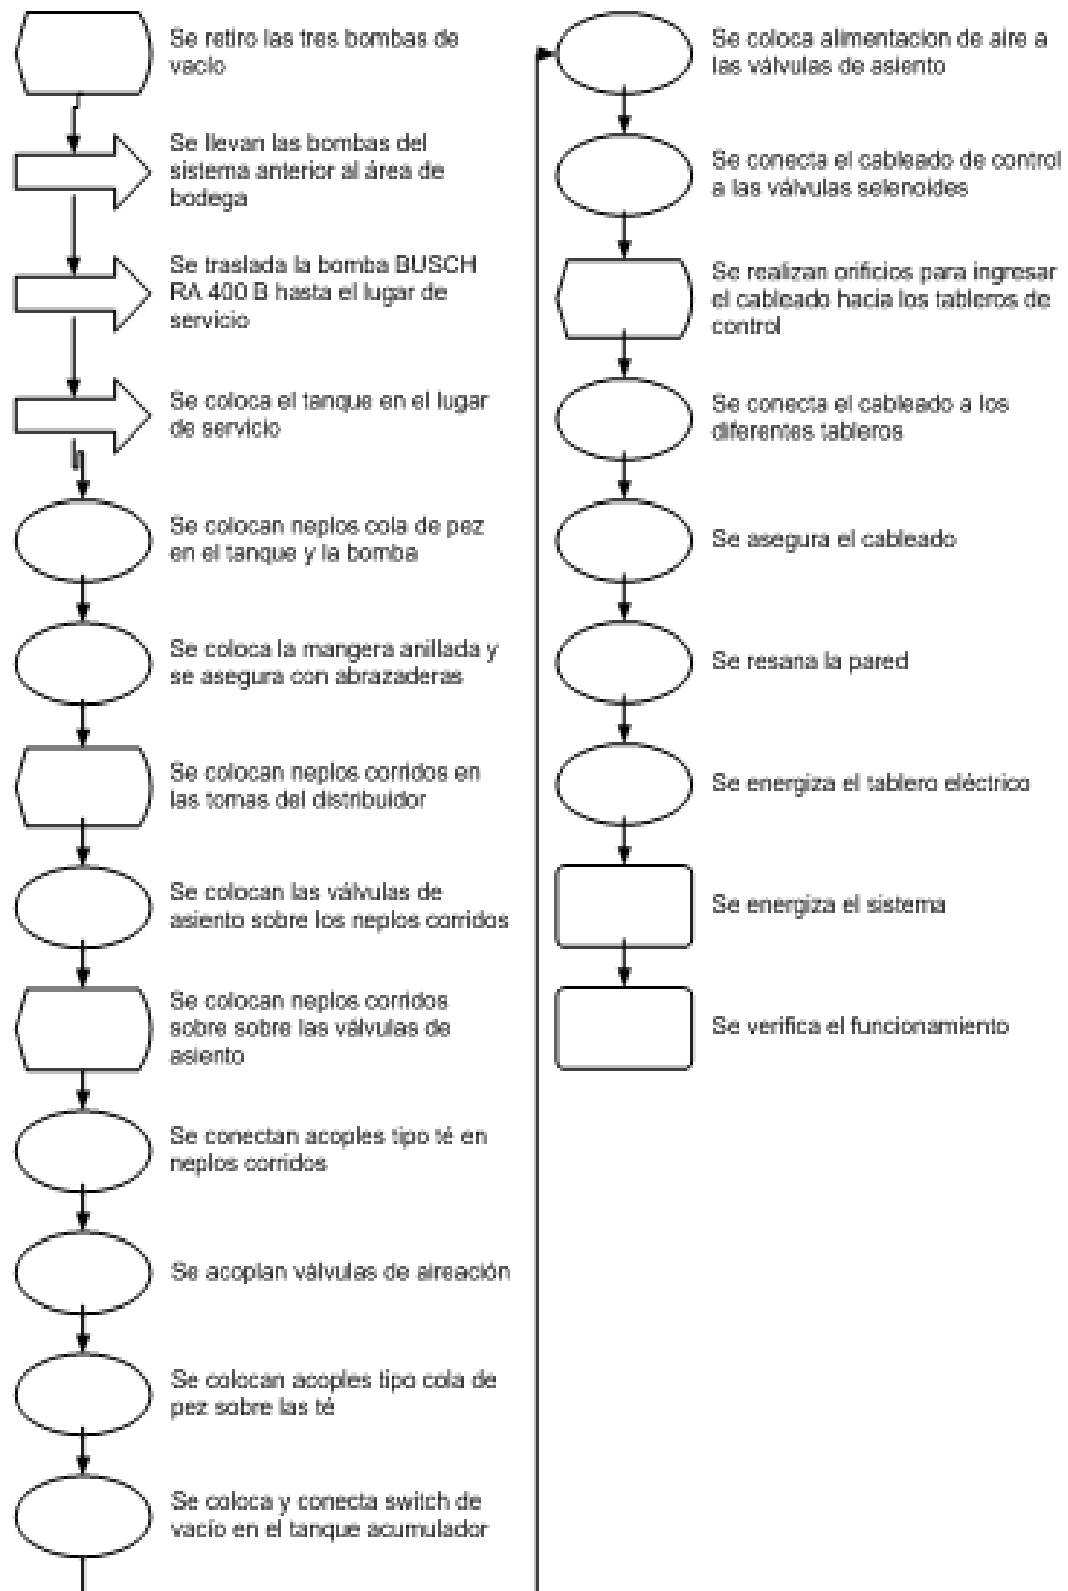 Se retiro las tres bombas de
vacío
Se llevan las bombas del
sistema anterior al área de
bodega
Se traslada la bomba BUSCH
RA 400 B hasta el lugar de
servicio
Se coloca el tanque en el lugar
de servicio
Se colocan neplos cola de pez
en el tanque y la bomba
Se coloca la mangera anillada y
se asegura con abrazaderas
Se colocan neplos corridos en
las tomas del distribuidor
Se colocan las válvulas de
asiento sobre los neplos corridos
Se colocan neplos corridos
sobre sobre las válvulas de
asiento
Se conectan acoples tipo té en
neplos corridos
Se acoplan válvulas de aireación
Se colocan acoples tipo cola de
pez sobre las té
Se coloca y conecta switch de
vacío en el tanque acumulador
Se coloca alimentacion de aire a
las válvulas de asiento
Se conecta el cableado de control
a las válvulas selenoides
Se realizan orificios para ingresar
el cableado hacia los tableros de
control
Se conecta el cableado a los
diferentes tableros
Se asegura el cableado
Se resana la pared
Se energiza el tablero eléctrico
Se energiza el sistema
Se verifica el funcionamiento